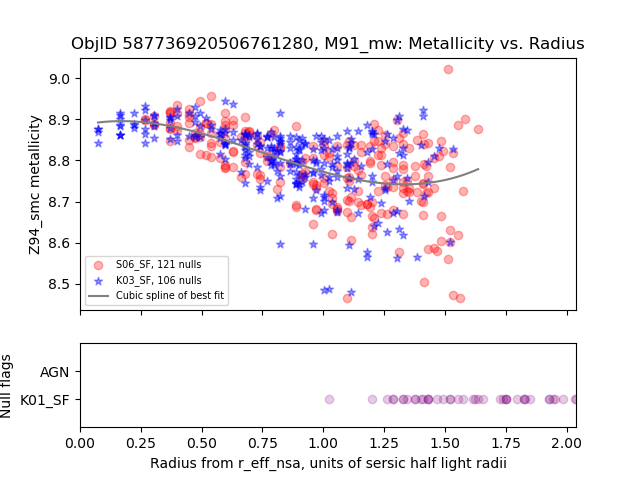 ObjID 587736920506761280, M91_mw: Metallicity vs. Radius
Z94_smc metallicity
9.0
8.9
8.8
8.7
8.6
8.5
S06_SF, 121 nulls
K03_SF, 106 nulls
Cubic spline of best fit
Null flags
AGN
K01_SF
0.00 0.25 0.50 0.75 1.00 1.25 1.50 1.75 2.00
Radius from r_eff_nsa, units of sersic half light radii